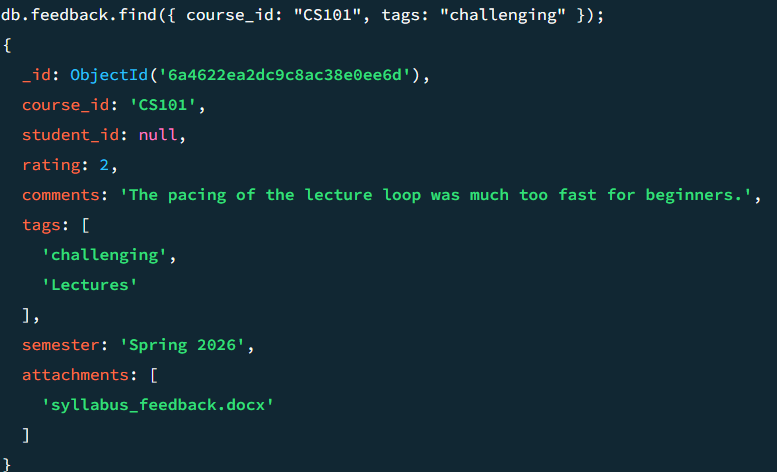 db.feedback.find({ course_id: "CS101", tags: "challenging" });
{
  _id: ObjectId('6a4622ea2dc9c8ac38e0ee6d'),
  course_id: 'CS101',
  student_id: null,
  rating: 2,
  comments: 'The pacing of the lecture loop was much too fast for beginners.',
  tags: [
    'challenging',
    'Lectures'
  ],
  semester: 'Spring 2026',
  attachments: [
    'syllabus_feedback.docx'
  ]
}